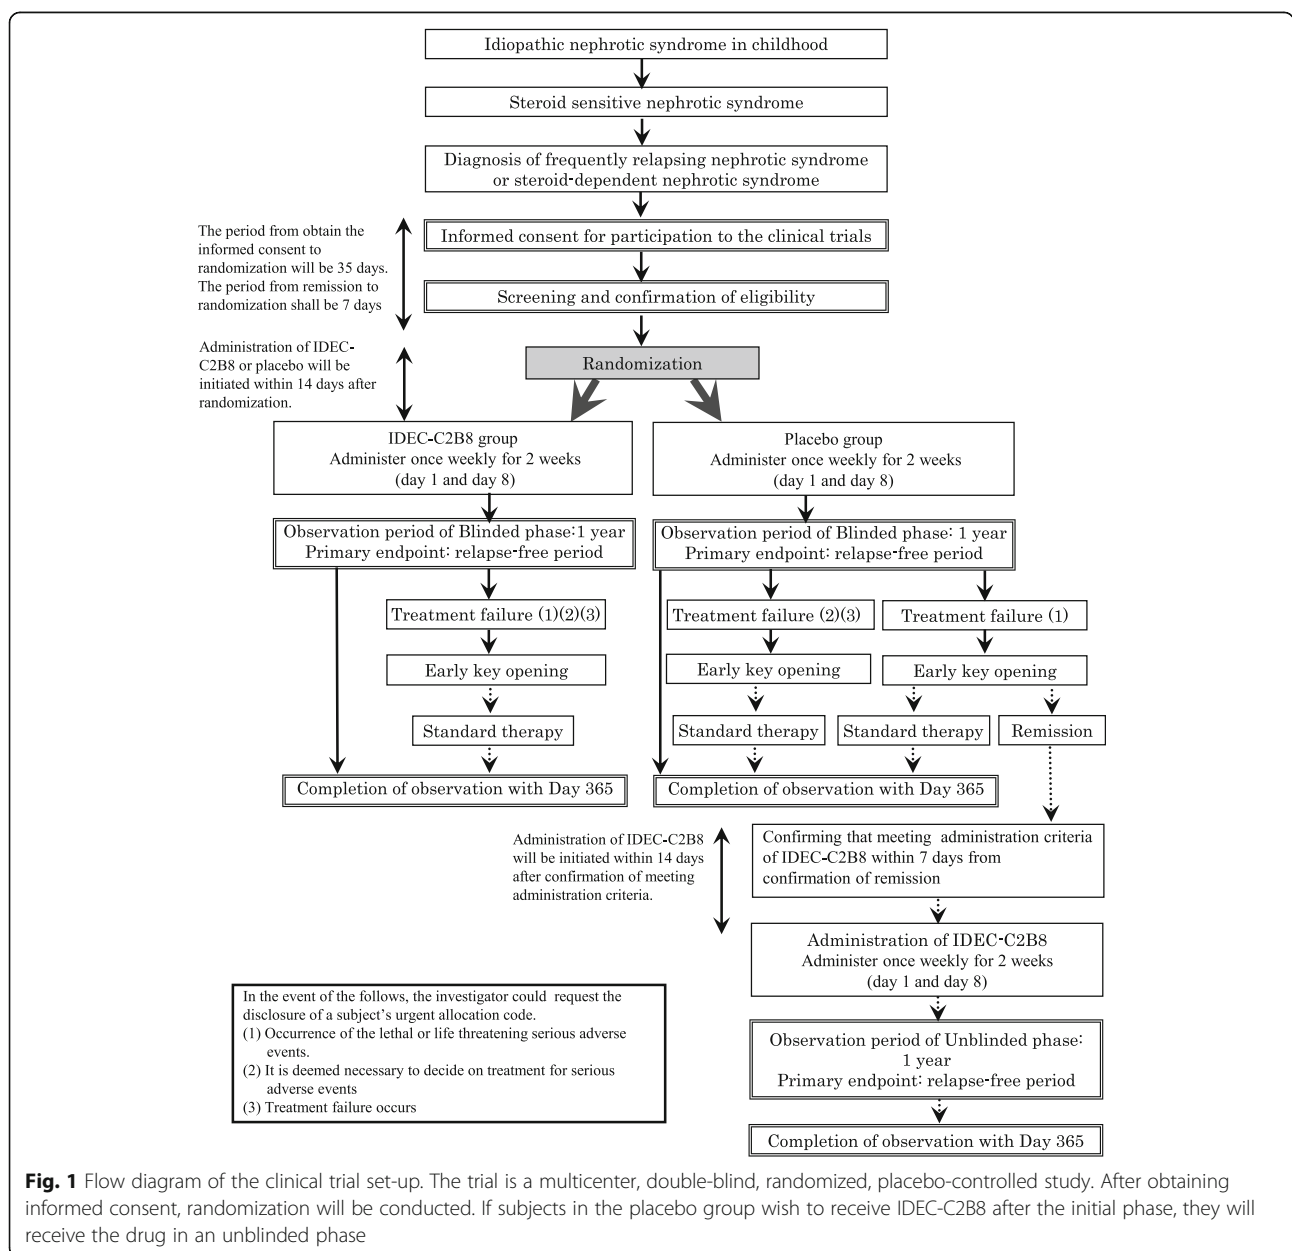 Idiopathic nephrotic syndrome in childhood
Steroid sensitive nephrotic syndrome
Diagnosis of frequently relapsing nephrotic syndrome
or steroid-dependent nephrotic syndrome
The period from obtain the
informed consent to
randomization will be 35 days.
The period from remission to
randomization shall be 7 days
Informed consent for participation to the clinical trials
Screening and confirmation of eligibility
Administration of IDEC-
C2B8 or placebo will be
initiated within 14 days after
randomization.
Randomization
IDEC-C2B8 group
Administer once weekly for 2 weeks
(day 1 and day 8)
Placebo group
Administer once weekly for 2 weeks
(day 1 and day 8)
Observation period of Blinded phase:1 year
Primary endpoint: relapse-free period
Observation period of Blinded phase: 1 year
Primary endpoint: relapse-free period
Treatment failure (1)(2)(3)
Treatment failure (2)(3)
Treatment failure (1)
Early key opening
Early key opening
Early key opening
Standard therapy
Standard therapy
Standard therapy
Remission
Completion of observation with Day 365
Completion of observation with Day 365
Administration of IDEC-C2B8
will be initiated within 14 days
after confirmation of meeting
administration criteria.
Confirming that meeting administration criteria
of IDEC-C2B8 within 7 days from
confirmation of remission
Administration of IDEC-C2B8
Administer once weekly for 2 weeks
(day 1 and day 8)
In the event of the follows, the investigator could request the
disclosure of a subject's urgent allocation code.
(1) Occurrence of the lethal or life threatening serious adverse
events.
(2) It is deemed necessary to decide on treatment for serious
adverse events
(3) Treatment failure occurs
Observation period of Unblinded phase:
1 year
Primary endpoint: relapse-free period
Completion of observation with Day 365
Fig. 1 Flow diagram of the clinical trial set-up. The trial is a multicenter, double-blind, randomized, placebo-controlled study. After obtaining
informed consent, randomization will be conducted. If subjects in the placebo group wish to receive IDEC-C2B8 after the initial phase, they will
receive the drug in an unblinded phase